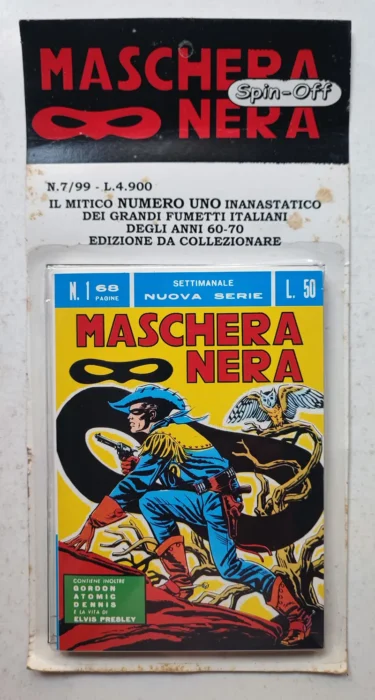 MASCHERA
Spin-Off
NERA
N.7/99 - L.4.900
IL MITICO NUMERO UNO INANASTATICO
DEI GRANDI FUMETTI ITALIANI
DEGLI ANNI 60-70
EDIZIONE DA COLLEZIONARE
N. 1 68 PAGINE
SETTIMANALE
NUOVA SERIE
L. 50
MASCHERA
NERA
CONTIENE INOLTRE
GORDON
ATOMIC
DENNIS
E LA VITA DI
ELVIS PRESLEY